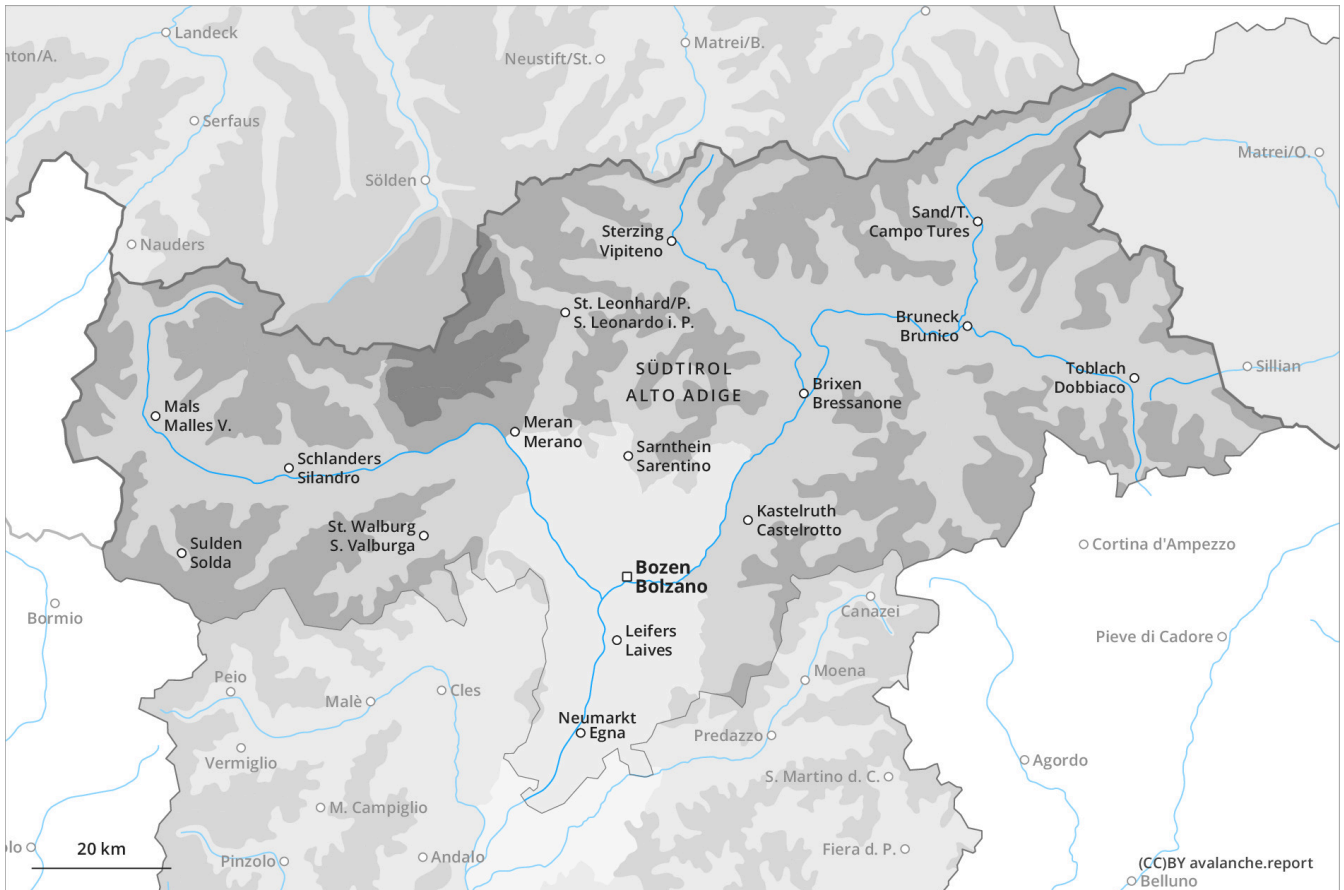 Landeck
nton/A.
Matrei/B.
Neustift/St.
Serfaus
Matrei/O.
Sölden
Sand/T.
Campo Tures
Sterzing
Vipiteno
Nauders
St. Leonhard/P.
S. Leonardo i. P.
Bruneck
Brunico
SÜDTIROL
ALTO ADIGE
Toblach
Dobbiaco
Sillian
Brixen
Bressanone
Mals
Malles V.
Meran
Merano
Sarnthein
Sarentino
Schlanders
Silandro
Kastelruth
Castelrotto
St. Walburg
S. Valburga
Sulden
Solda
Cortina d'Ampezzo
Bozen
Bolzano
Bormio
Canazei
Leifers
Laives
Pieve di Cadore
Peio
Malè
Cles
Moena
Neumarkt
Egna
Predazzo
Vermiglio
Agordo
S. Martino d. C.
M. Campiglio
20 km
olo
Pinzolo
Andalo
Fiera d. P.
(CC)BY avalanche.report
Belluno